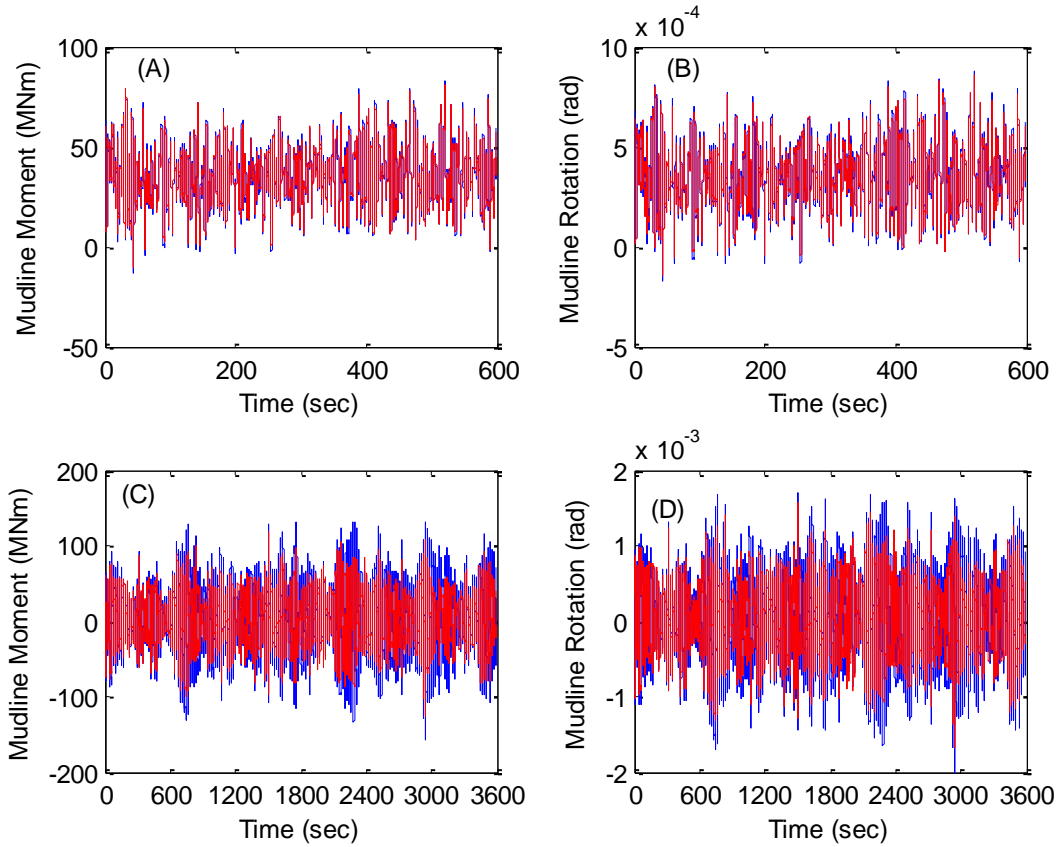 (A)
100
50
0
-50
Mudline Moment (MNm)
0 200 400 600
Time (sec)
x 10-4
(B)
10
5
0
-5
Mudline Rotation (rad)
0 200 400 600
Time (sec)
(C)
200
100
0
-100
-200
Mudline Moment (MNm)
0 600 1200 1800 2400 3000 3600
Time (sec)
x 10-3
(D)
2
1
0
-1
-2
Mudline Rotation (rad)
0 600 1200 1800 2400 3000 3600
Time (sec)